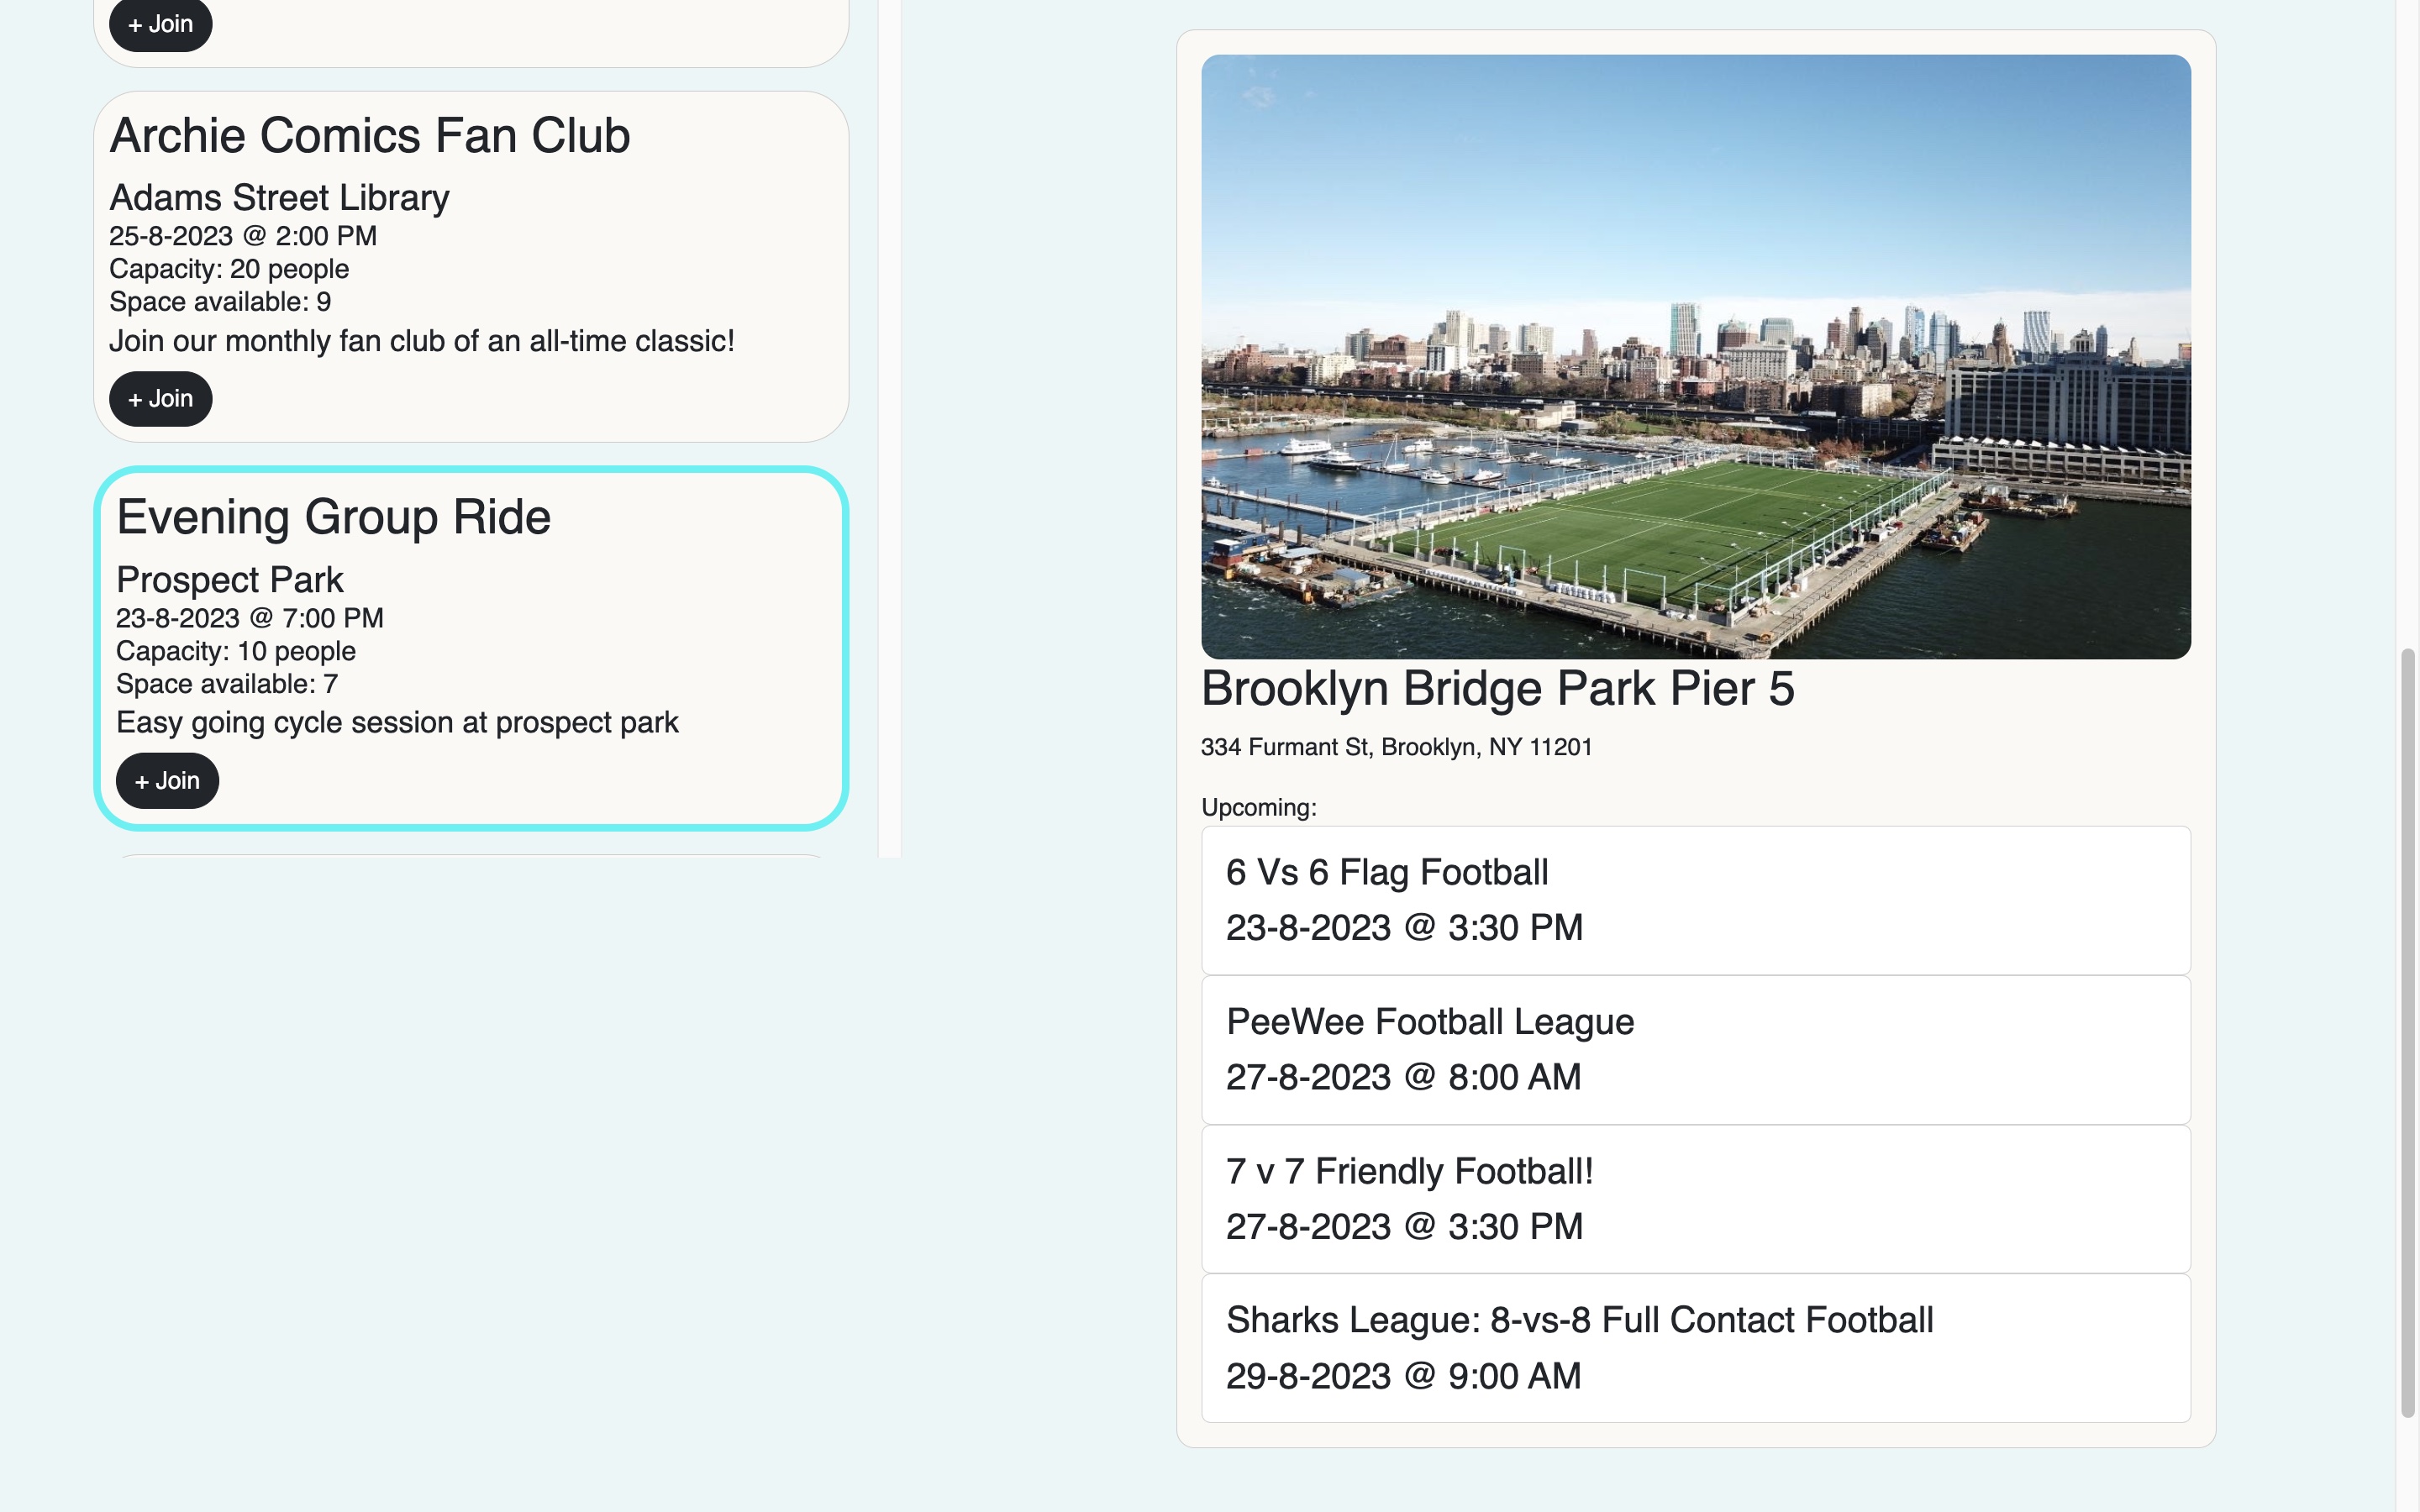 + Join
Archie Comics Fan Club
Adams Street Library
25-8-2023 @ 2:00 PM
Capacity: 20 people
Space available: 9
Join our monthly fan club of an all-time classic!
+ Join
Evening Group Ride
Prospect Park
23-8-2023 @ 7:00 PM
Capacity: 10 people
Space available: 7
Easy going cycle session at prospect park
+ Join
Brooklyn Bridge Park Pier 5
334 Furmant St, Brooklyn, NY 11201
Upcoming:
6 Vs 6 Flag Football
23-8-2023 @ 3:30 PM
PeeWee Football League
27-8-2023 @ 8:00 AM
7 v 7 Friendly Football!
27-8-2023 @ 3:30 PM
Sharks League: 8-vs-8 Full Contact Football
29-8-2023 @ 9:00 AM